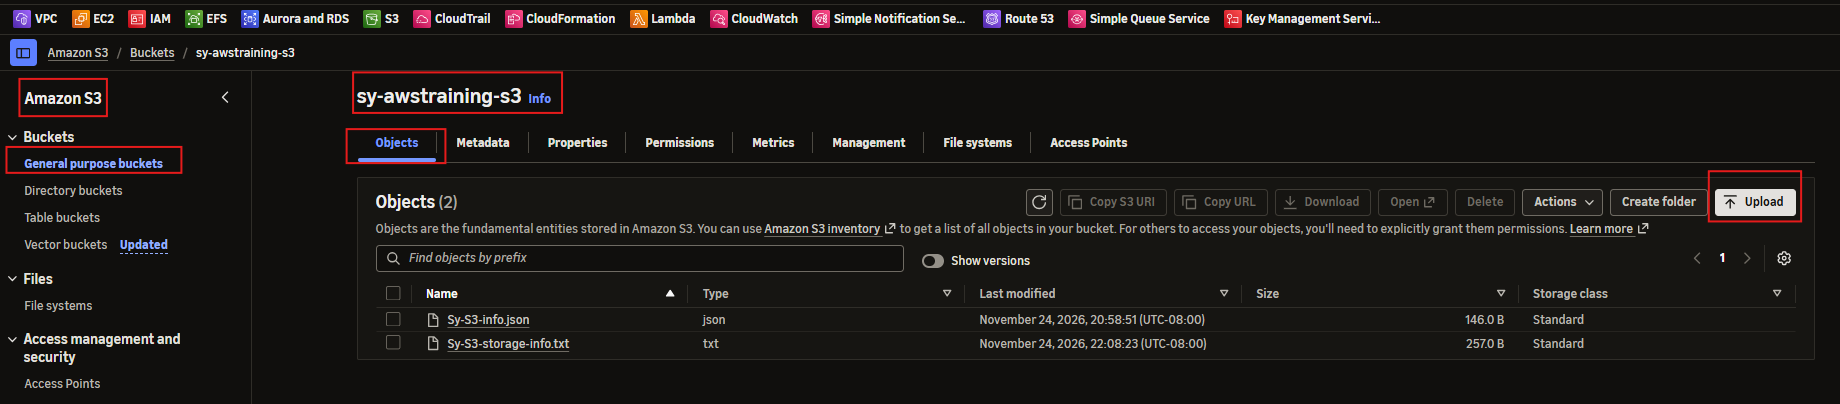 VPC EC2 IAM EFS Aurora and RDS S3 CloudTrail CloudFormation Lambda CloudWatch Simple Notification Se... Route 53 Simple Queue Service Key Management Servi...
Amazon S3 / Buckets / sy-awstraining-s3
Amazon S3
Buckets
General purpose buckets
Directory buckets
Table buckets
Vector buckets Updated
Files
File systems
Access management and
security
Access Points
sy-awstraining-s3 Info
Objects Metadata Properties Permissions Metrics Management File systems Access Points
Objects (2) Copy S3 URI Copy URL Download Open Delete Actions Create folder Upload
Objects are the fundamental entities stored in Amazon S3. You can use Amazon S3 inventory to get a list of all objects in your bucket. For others to access your objects, you'll need to explicitly grant them permissions. Learn more
Find objects by prefix Show versions 1
Name Type Last modified Size Storage class
Sy-S3-info.json json November 24, 2026, 20:58:51 (UTC-08:00) 146.0 B Standard
Sy-S3-storage-info.txt txt November 24, 2026, 22:08:23 (UTC-08:00) 257.0 B Standard